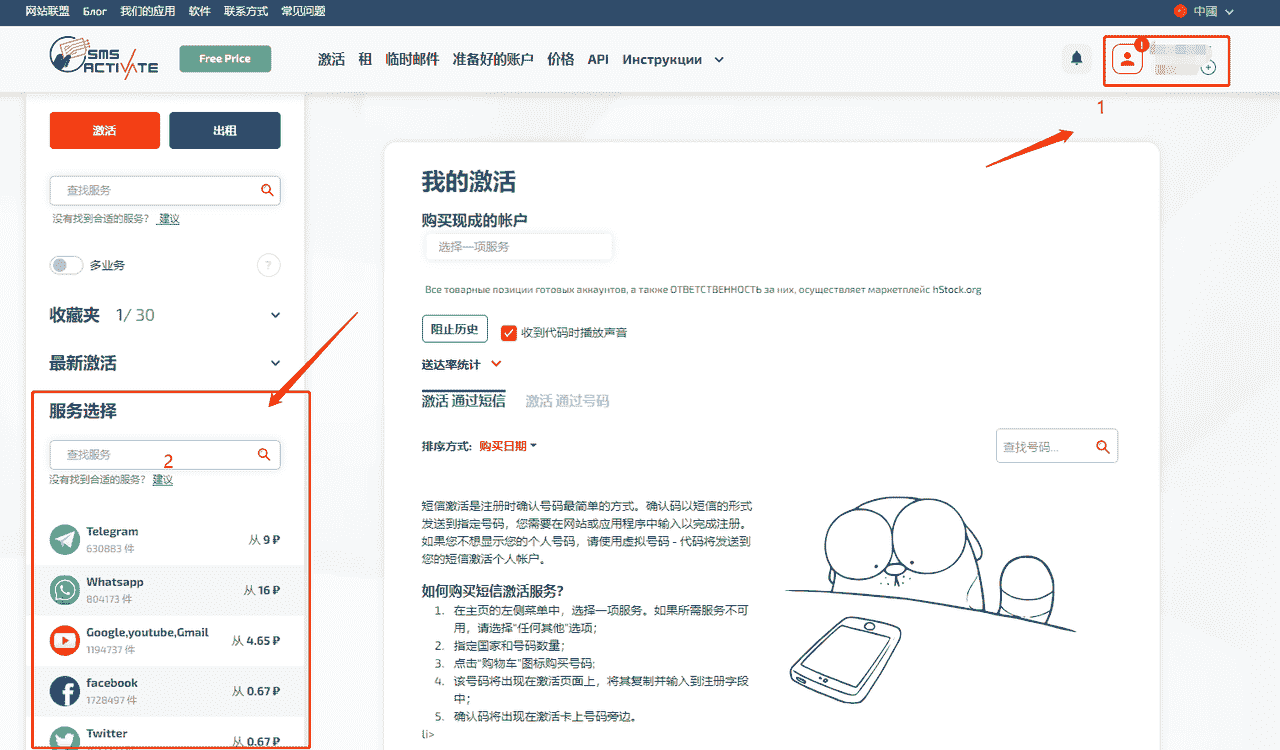 网站联盟 Блог 我们的应用 软件 联系方式 常见问题 中國
SMS ACTIVATE
Free Price
激活 租 临时邮件 准备好的账户 价格 API Инструкции
!
+
1
激活 出租
查找服务
没有找到合适的服务? 建议
多业务 ?
收藏夹 1/ 30
最新激活
服务选择
查找服务
2
没有找到合适的服务? 建议
Telegram
630883 件
从 9 ₽
Whatsapp
804173 件
从 16 ₽
Google,youtube,Gmail
1194737 件
从 4.65 ₽
facebook
1728497 件
从 0.67 ₽
Twitter
从 0.67 ₽
我的激活
购买现成的帐户
选择一项服务
Все товарные позиции готовых аккаунтов, а также ОТВЕТСТВЕННОСТЬ за них, осуществляет маркетплейс hStock.org
阻止历史 收到代码时播放声音
送达率统计
激活 通过短信 激活 通过号码
排序方式: 购买日期
查找号码...
短信激活是注册时确认号码最简单的方式。确认码以短信的形式
发送到指定号码，您需要在网站或应用程序中输入以完成注册。
如果您不想显示您的个人号码，请使用虚拟号码 - 代码将发送到
您的短信激活个人帐户。
如何购买短信激活服务?
1. 在主页的左侧菜单中，选择一项服务。如果所需服务不可
用，请选择“任何其他”选项;
2. 指定国家和号码数量;
3. 点击“购物车”图标购买号码;
4. 该号码将出现在激活页面上，将其复制并输入到注册字段
中;
5. 确认码将出现在激活卡上号码旁边。
li>